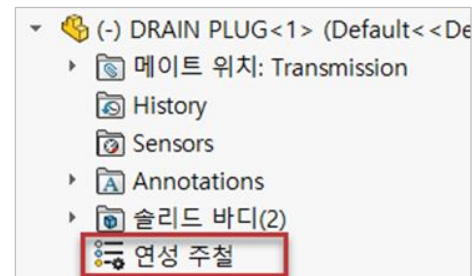 (-) DRAIN PLUG<1> (Default<<De
메이트 위치: Transmission
History
Sensors
Annotations
솔리드 바디(2)
연성 주철